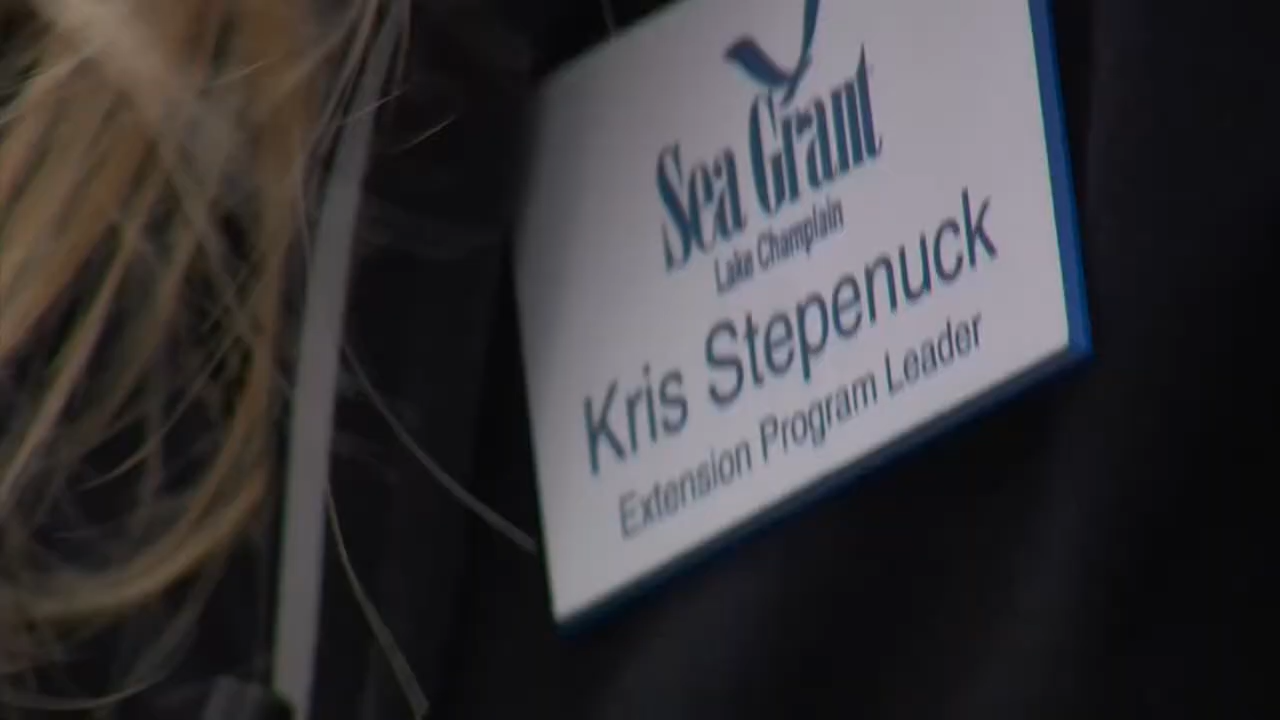 Sea Grant
Lake Champlain
Kris Stepenuck
Extension Program Leader